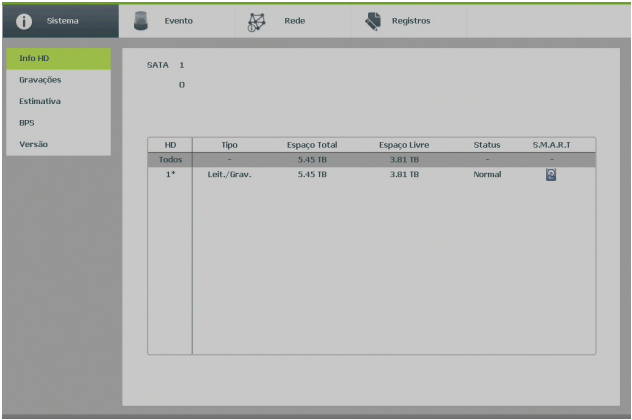 Sistema Evento Rede Registros
Info HD
Gravações
Estimativa
BPS
Versão
SATA 1
O
HD Tipo Espaço Total Espaço Livre Status S.M.A.R.T
Todos - 5.45 TB 3.81 TB - -
1* Leit./Grav. 5.45 TB 3.81 TB Normal